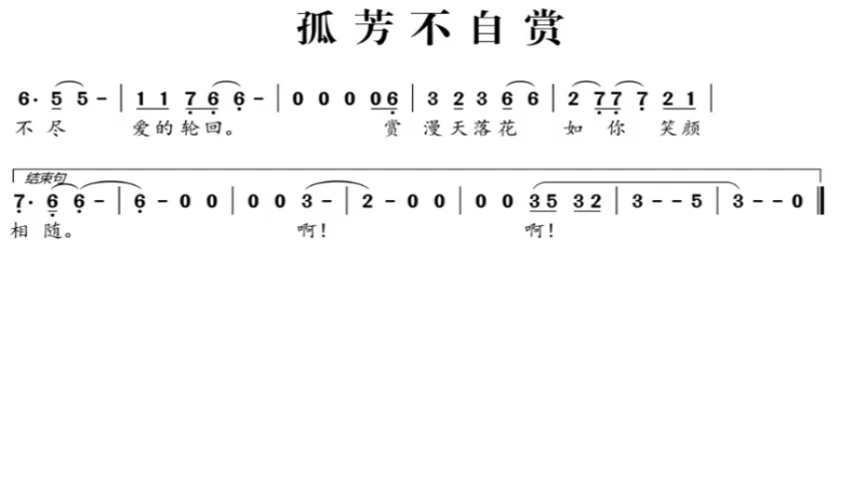 孤芳不自赏
6· 5 5 - | 1 1 7 6 6 - | 0 0 0 0 6 | 3 2 3 6 6 | 2 7 7 7 2 1 |
不尽 爱的轮回。 赏 漫天落花 如 你 笑颜
结束句
7· 6 6 - | 6 - 0 0 | 0 0 3 - | 2 - 0 0 | 0 0 3 5 3 2 | 3 - - 5 | 3 - - 0 ‖
相 随。 啊! 啊!